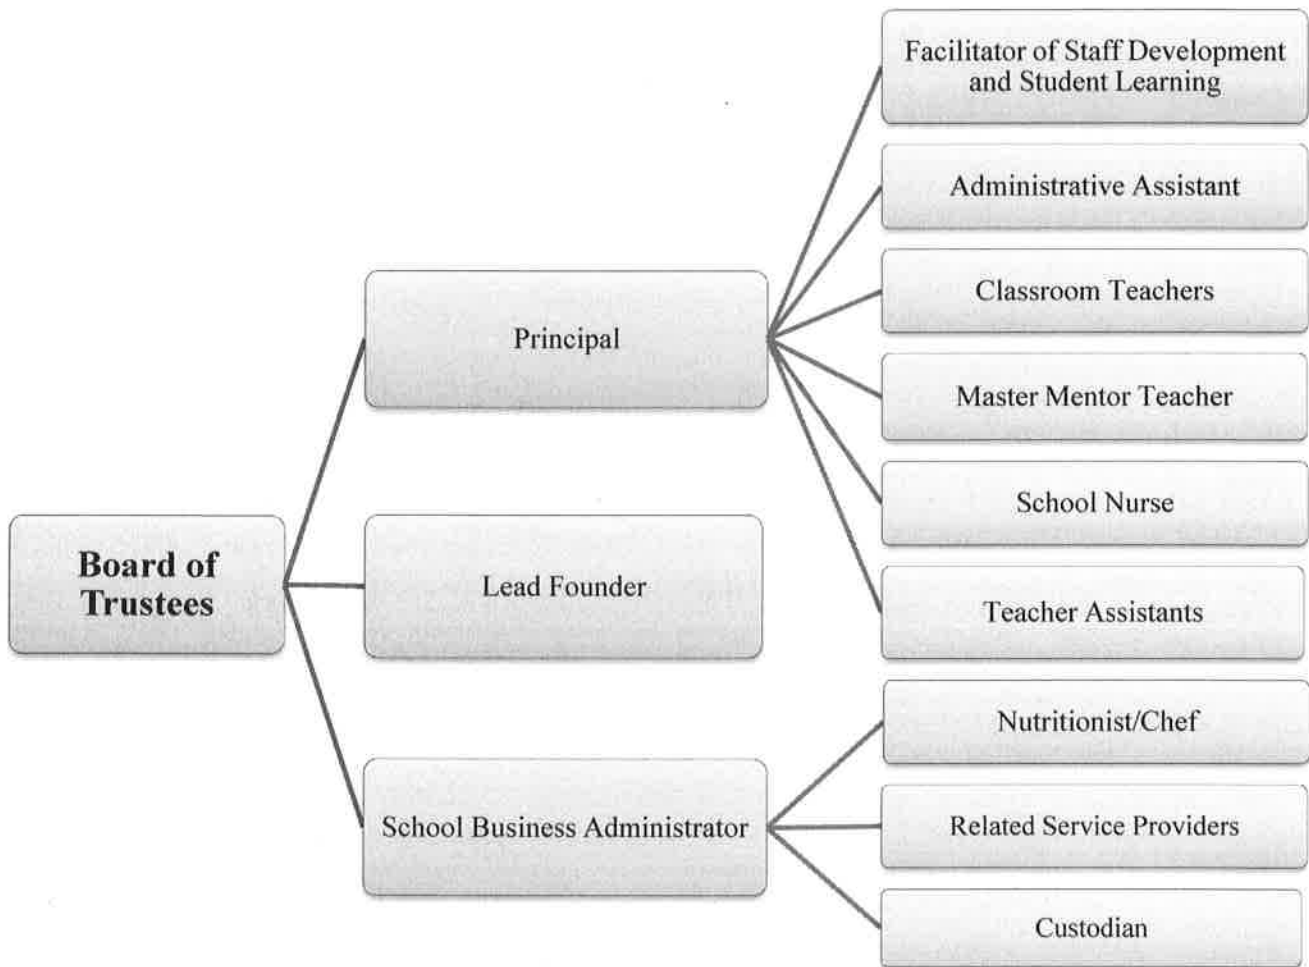 Facilitator of Staff Development
and Student Learning
Administrative Assistant
Classroom Teachers
Principal
Master Mentor Teacher
School Nurse
Board of
Trustees
Lead Founder
Teacher Assistants
Nutritionist/Chef
School Business Administrator
Related Service Providers
Custodian